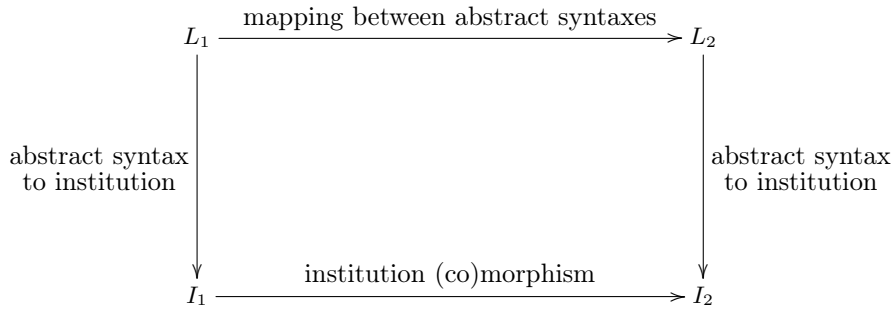 mapping between abstract syntaxes
L₁ L₂
abstract syntax
to institution
abstract syntax
to institution
institution (co)morphism
I₁ I₂